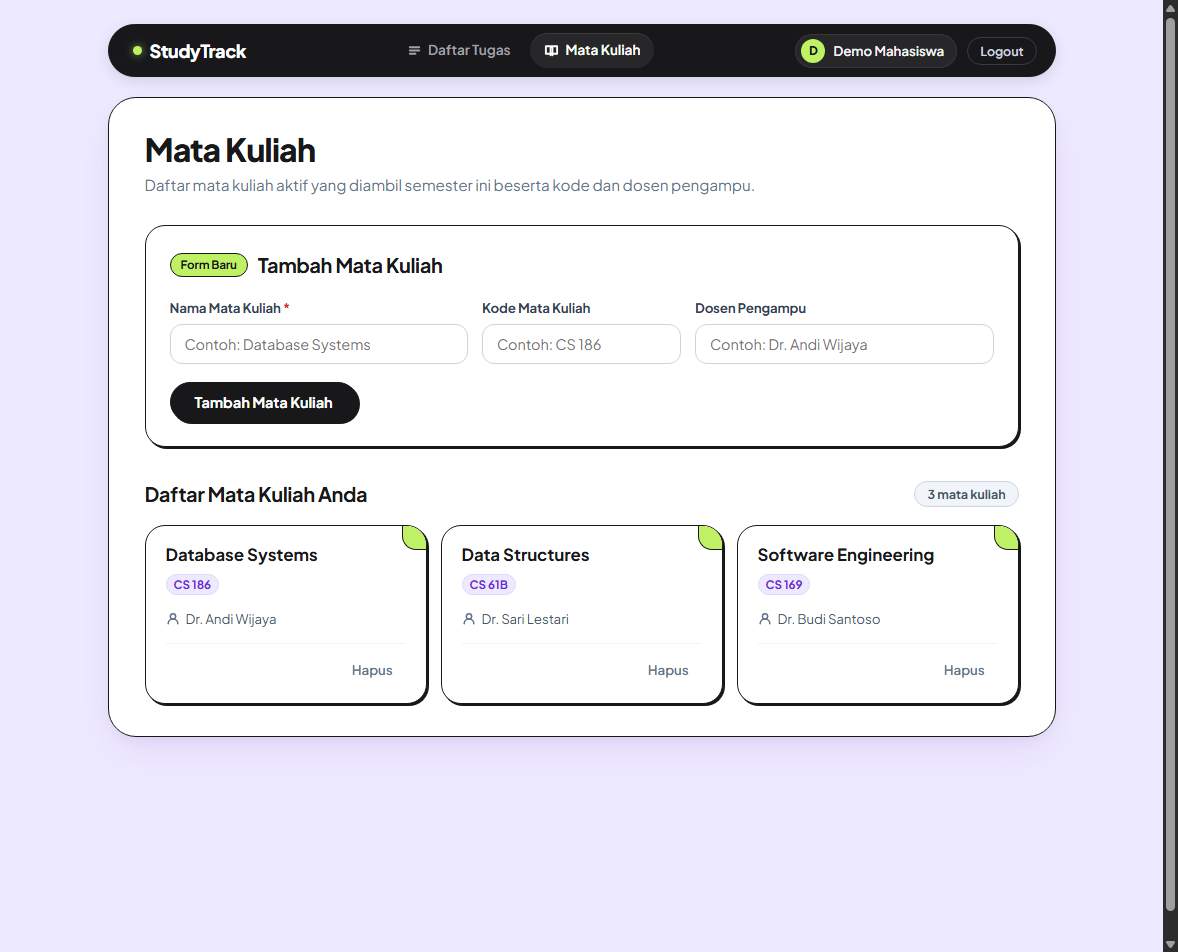 StudyTrack
Daftar Tugas
Mata Kuliah
D
Demo Mahasiswa
Logout
Mata Kuliah
Daftar mata kuliah aktif yang diambil semester ini beserta kode dan dosen pengampu.
Form Baru
Tambah Mata Kuliah
Nama Mata Kuliah *
Kode Mata Kuliah
Dosen Pengampu
Contoh: Database Systems
Contoh: CS 186
Contoh: Dr. Andi Wijaya
Tambah Mata Kuliah
Daftar Mata Kuliah Anda
3 mata kuliah
Database Systems
CS 186
Dr. Andi Wijaya
Hapus
Data Structures
CS 61B
Dr. Sari Lestari
Hapus
Software Engineering
CS 169
Dr. Budi Santoso
Hapus